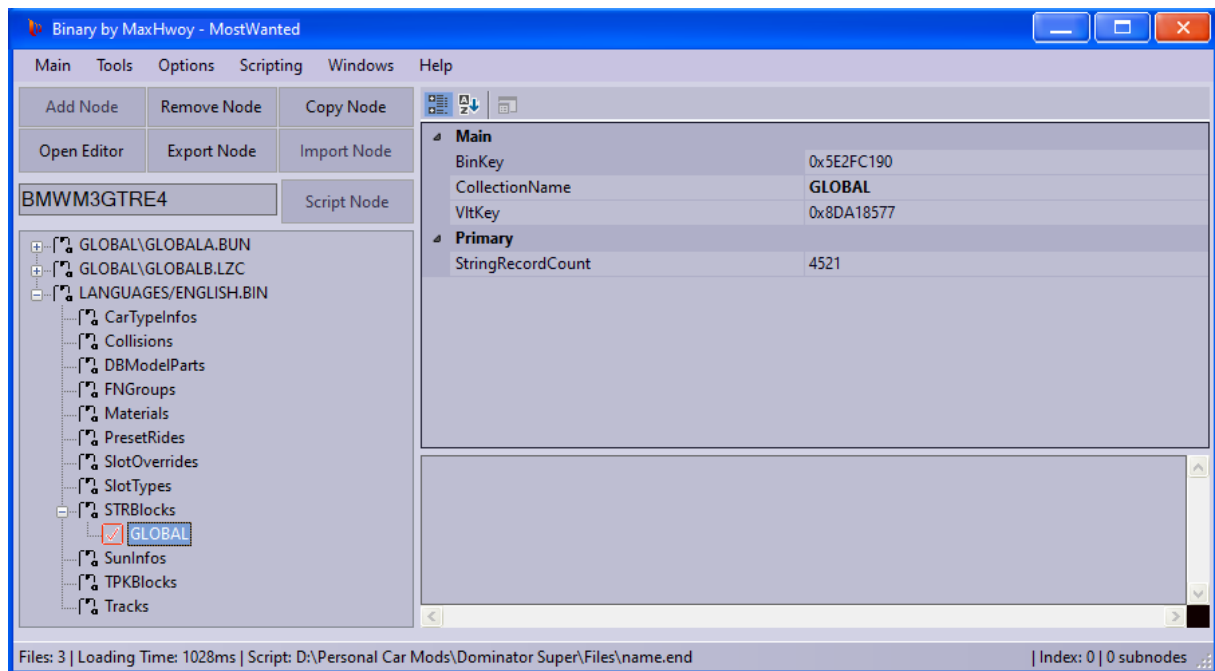 Binary by MaxHwoy - MostWanted
Main Tools Options Scripting Windows Help
Add Node Remove Node Copy Node
Open Editor Export Node Import Node
BMWM3GTRE4 Script Node
GLOBAL\GLOBALA.BUN
GLOBAL\GLOBALB.LZC
LANGUAGES/ENGLISH.BIN
CarTypeInfos
Collisions
DBModelParts
FNGroups
Materials
PresetRides
SlotOverrides
SlotTypes
STRBlocks
GLOBAL
SunInfos
TPKBlocks
Tracks
Main
BinKey 0x5E2FC190
CollectionName GLOBAL
VltKey 0x8DA18577
Primary
StringRecordCount 4521
Files: 3 | Loading Time: 1028ms | Script: D:\Personal Car Mods\Dominator Super\Files\name.end | Index: 0 | 0 subnodes